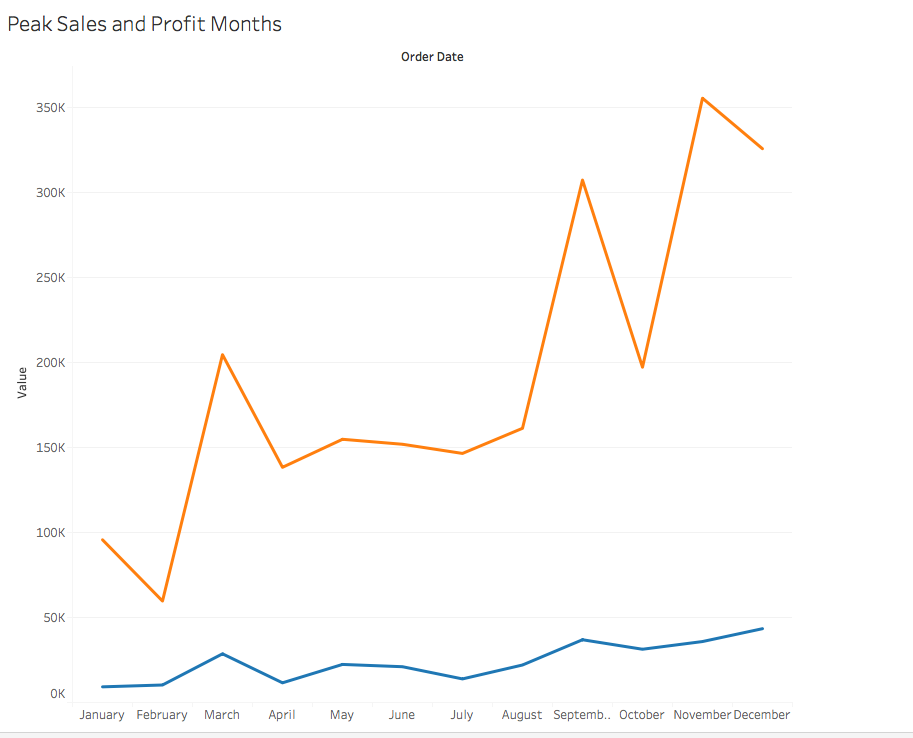 Peak Sales and Profit Months
Order Date
350K
300K
250K
200K
150K
100K
50K
0K
Value
January February March April May June July August Septemb.. October November December